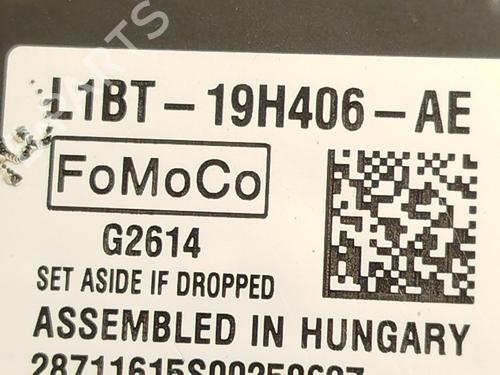 L1BT-19H406-AE
FoMoCo
G2614
SET ASIDE IF DROPPED
ASSEMBLED IN HUNGARY